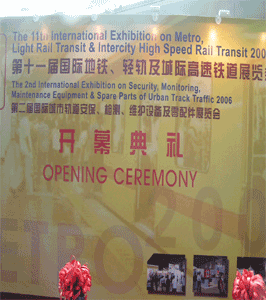 The 11th International Exhibition on Metro,
Light Rail Transit & Intercity High Speed Rail Transit 200
第十一届国际地铁、轻轨及城际高速铁道展览
The 2nd International Exhibition on Security, Monitoring,
Maintenance Equipment & Spare Parts of Urban Track Traffic 2006
第二届国际城市轨道安保、检测、维护设备及零配件展览会
开幕典礼
OPENING CEREMONY
ETRO 200